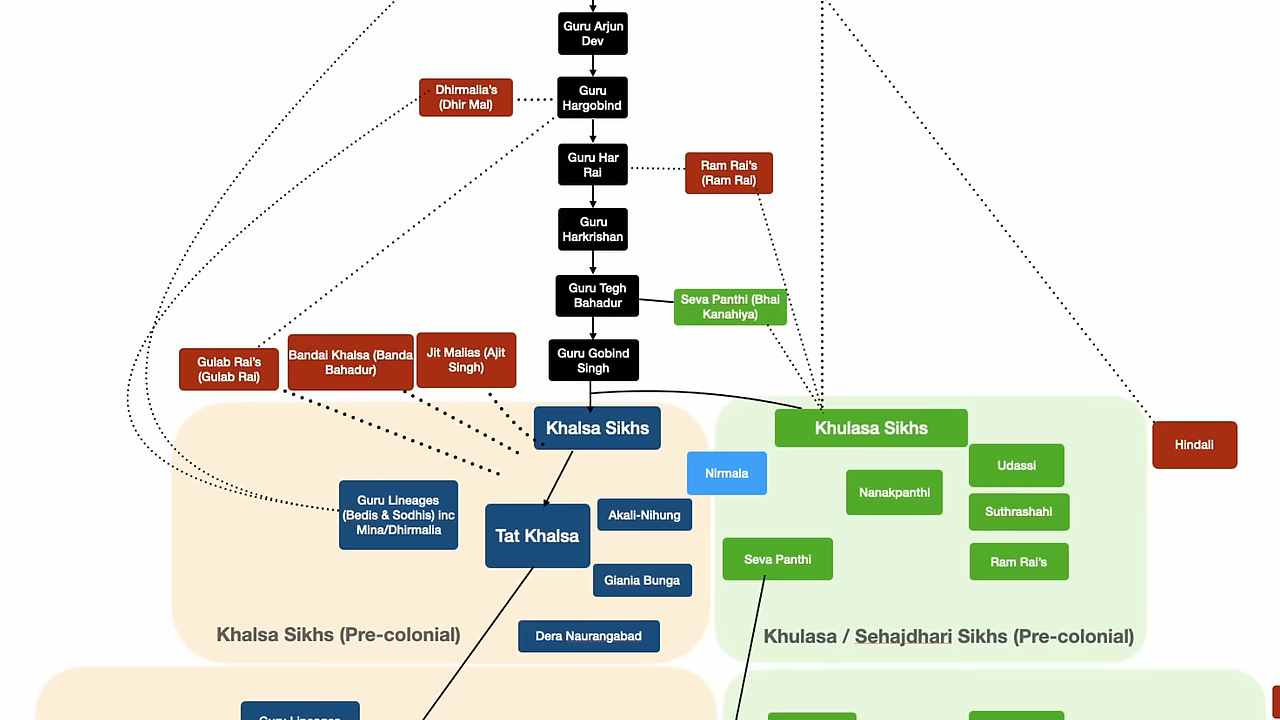 Guru Arjun
Dev
Dhirmalia's
(Dhir Mal)
Guru
Hargobind
Guru Har
Rai
Ram Rai's
(Ram Rai)
Guru
Harkrishan
Guru Tegh
Bahadur
Seva Panthi (Bhai
Kanahiya)
Guru Gobind
Singh
Gulab Rai's
(Gulab Rai)
Bandai Khalsa (Banda
Bahadur)
Jit Mallas (Ajit
Singh)
Khalsa Sikhs
Khulasa Sikhs
Hindali
Nirmala
Udassi
Nanakpanthi
Suthrashahi
Guru Lineages
(Bedis & Sodhis) inc
Mina/Dhirmalia
Tat Khalsa
Akali-Nihung
Seva Panthi
Ram Rai's
Giania Bunga
Dera Naurangabad
Khalsa Sikhs (Pre-colonial)
Khulasa / Sehajdhari Sikhs (Pre-colonial)
Guru Lineages